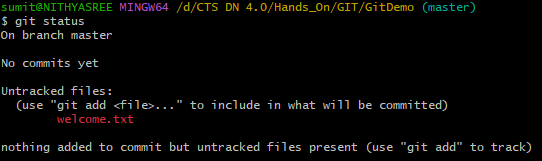 sumit@NITHYASREE MINGW64 /d/CTS DN 4.0/Hands_On/GIT/GitDemo (master)
$ git status
On branch master
No commits yet
Untracked files:
(use "git add <file>..." to include in what will be committed)
welcome.txt
nothing added to commit but untracked files present (use "git add" to track)